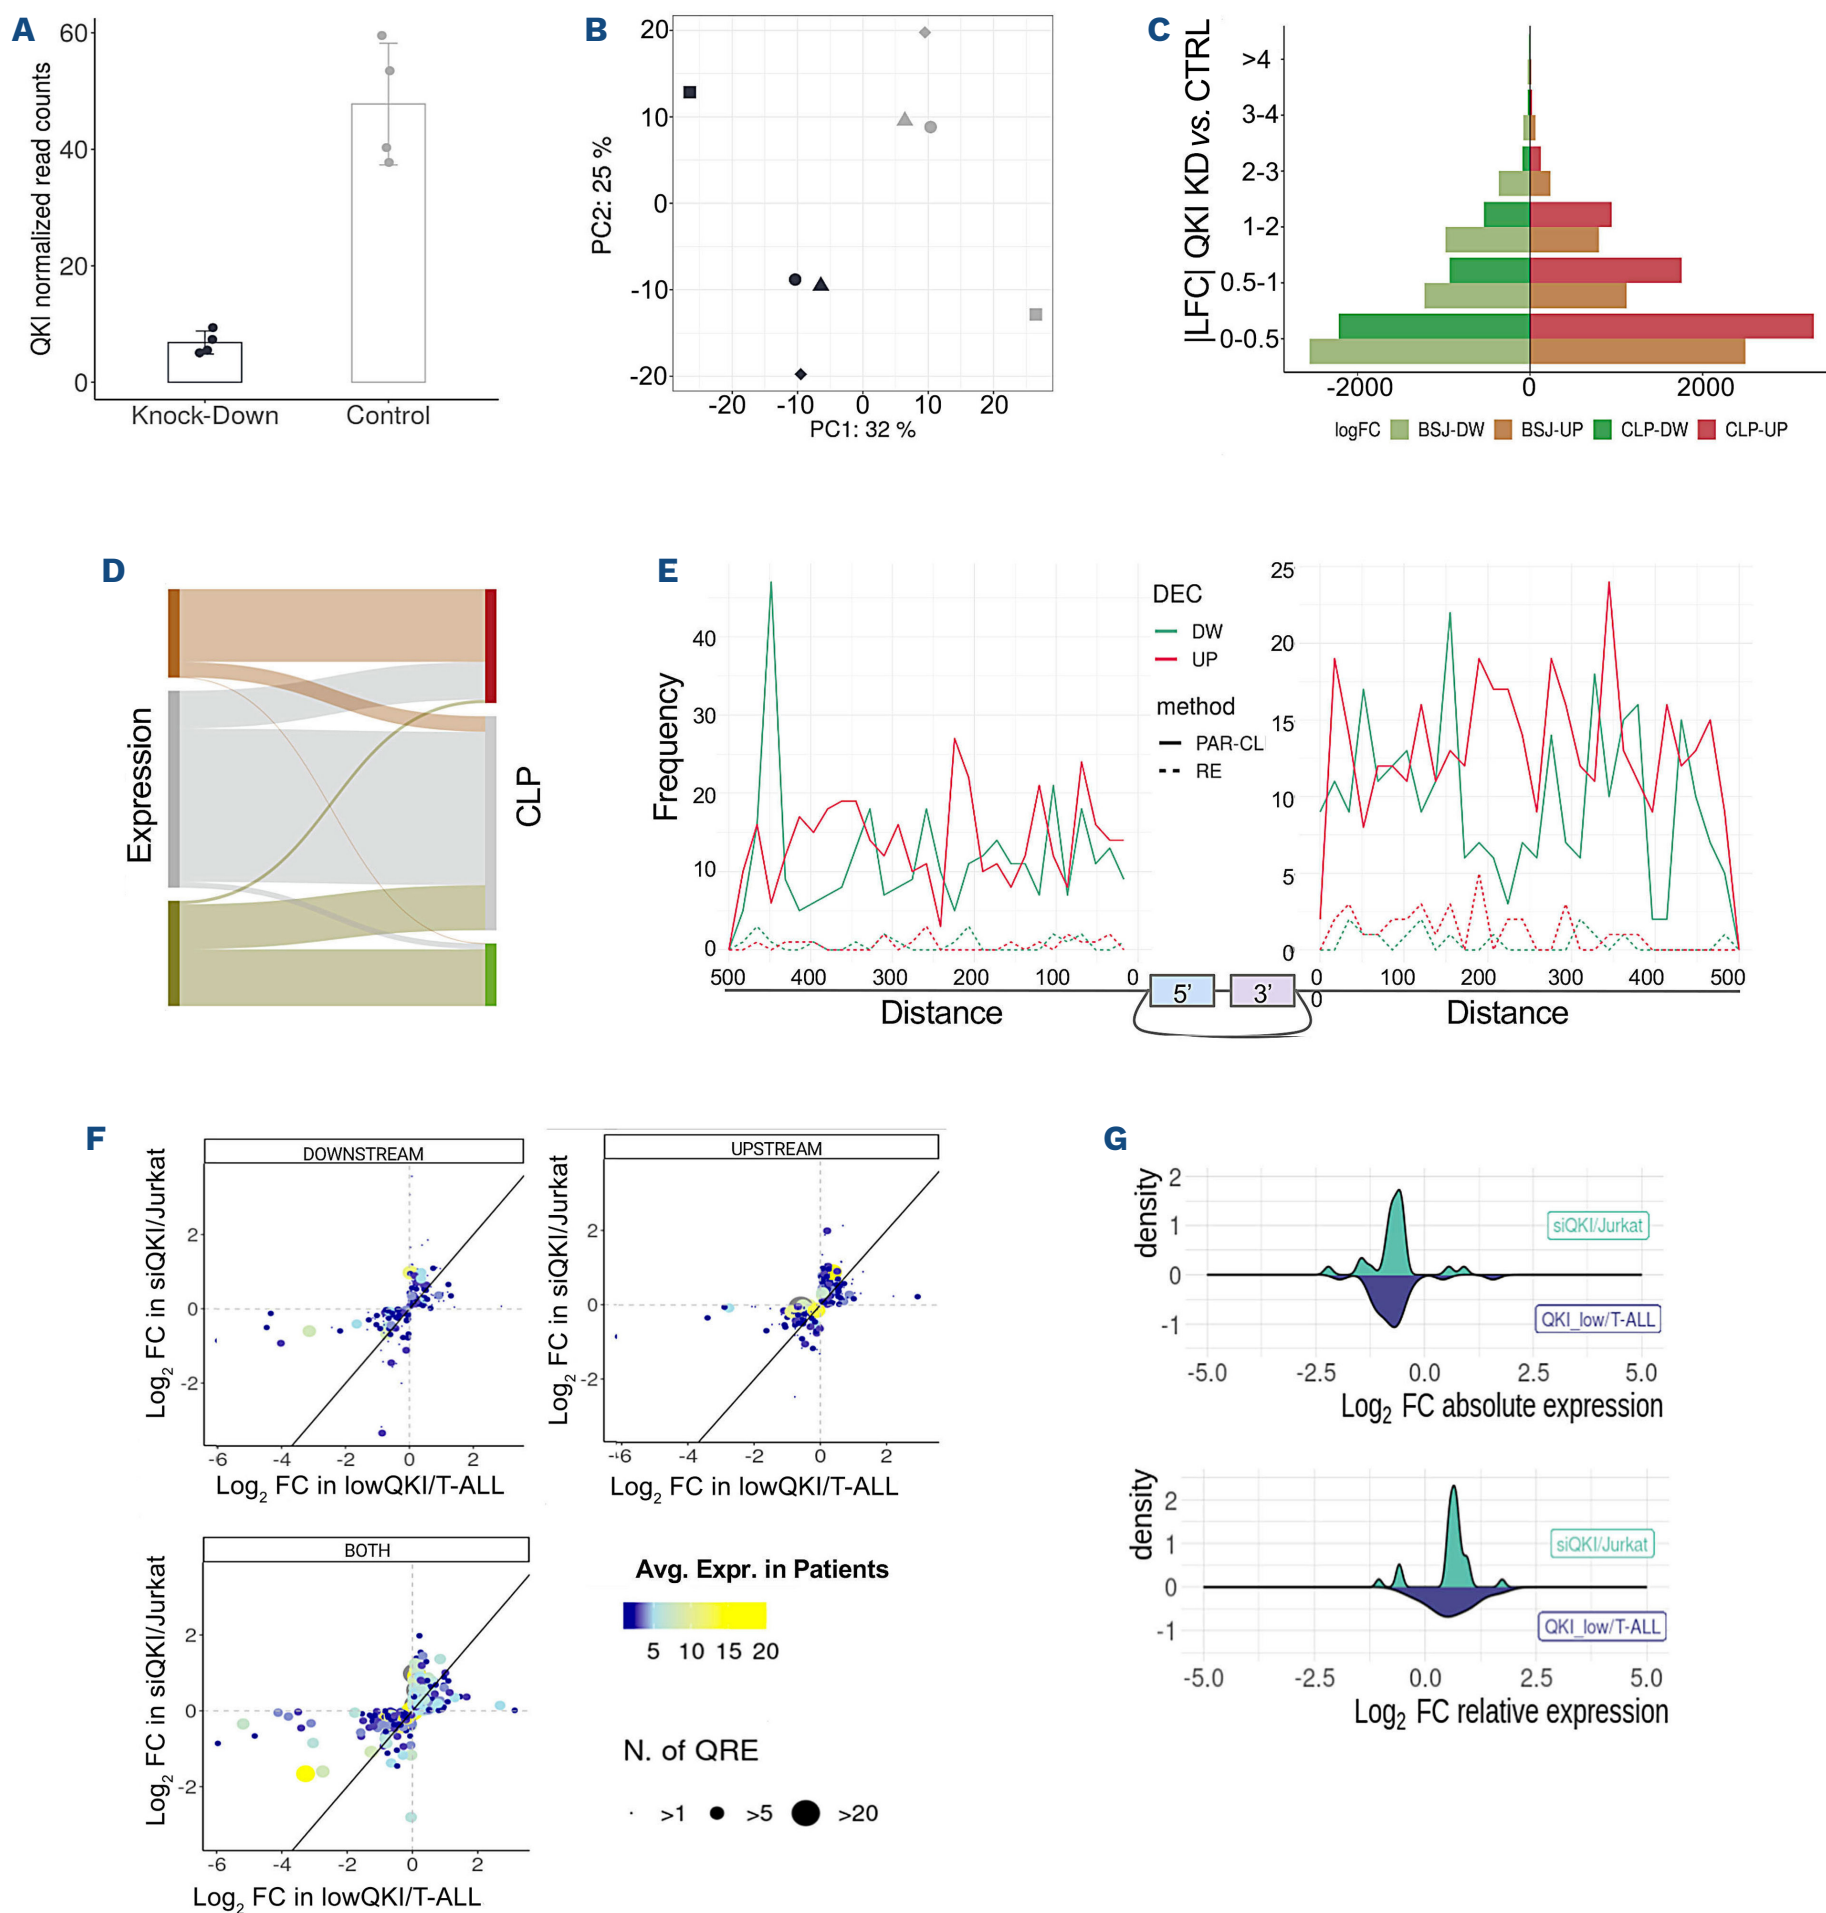 A
QKI normalized read counts
60
40
20
0
Knock-Down
Control
B
PC2: 25 %
20
10
0
-10
-20
-20 -10 0 10 20
PC1: 32 %
C
|LFC| QKI KD vs. CTRL
>4
3-4
2-3
1-2
0.5-1
0-0.5
-2000 0 2000
logFC BSJ-DW BSJ-UP CLP-DW CLP-UP
D
Expression
CLP
E
Frequency
40
30
20
10
0
500 400 300 200 100 0
Distance
DEC
DW
UP
method
PAR-CL
RE
5’ 3’
25
20
15
10
5
0
0 100 200 300 400 500
0
Distance
F
DOWNSTREAM
Log2 FC in siQKI/Jurkat
2
0
-2
-6 -4 -2 0 2
Log2 FC in lowQKI/T-ALL
UPSTREAM
Log2 FC in siQKI/Jurkat
2
0
-2
-6 -4 -2 0 2
Log2 FC in lowQKI/T-ALL
BOTH
Log2 FC in siQKI/Jurkat
2
0
-2
-6 -4 -2 0 2
Log2 FC in lowQKI/T-ALL
Avg. Expr. in Patients
5 10 15 20
N. of QRE
>1 >5 >20
G
density
2
1
0
-1
siQKI/Jurkat
QKI_low/T-ALL
-5.0 -2.5 0.0 2.5 5.0
Log2 FC absolute expression
density
2
1
0
-1
siQKI/Jurkat
QKI_low/T-ALL
-5.0 -2.5 0.0 2.5 5.0
Log2 FC relative expression